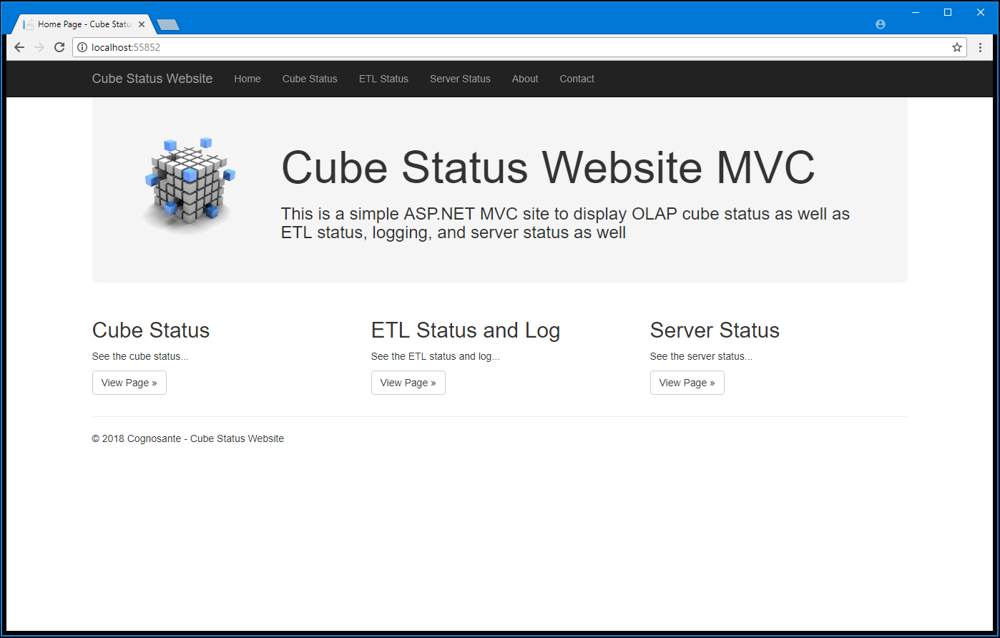 Home Page - Cube Statu
localhost:55852
Cube Status Website Home Cube Status ETL Status Server Status About Contact
Cube Status Website MVC
This is a simple ASP.NET MVC site to display OLAP cube status as well as
ETL status, logging, and server status as well
Cube Status
See the cube status...
View Page »
ETL Status and Log
See the ETL status and log...
View Page »
Server Status
See the server status...
View Page »
© 2018 Cognosante - Cube Status Website